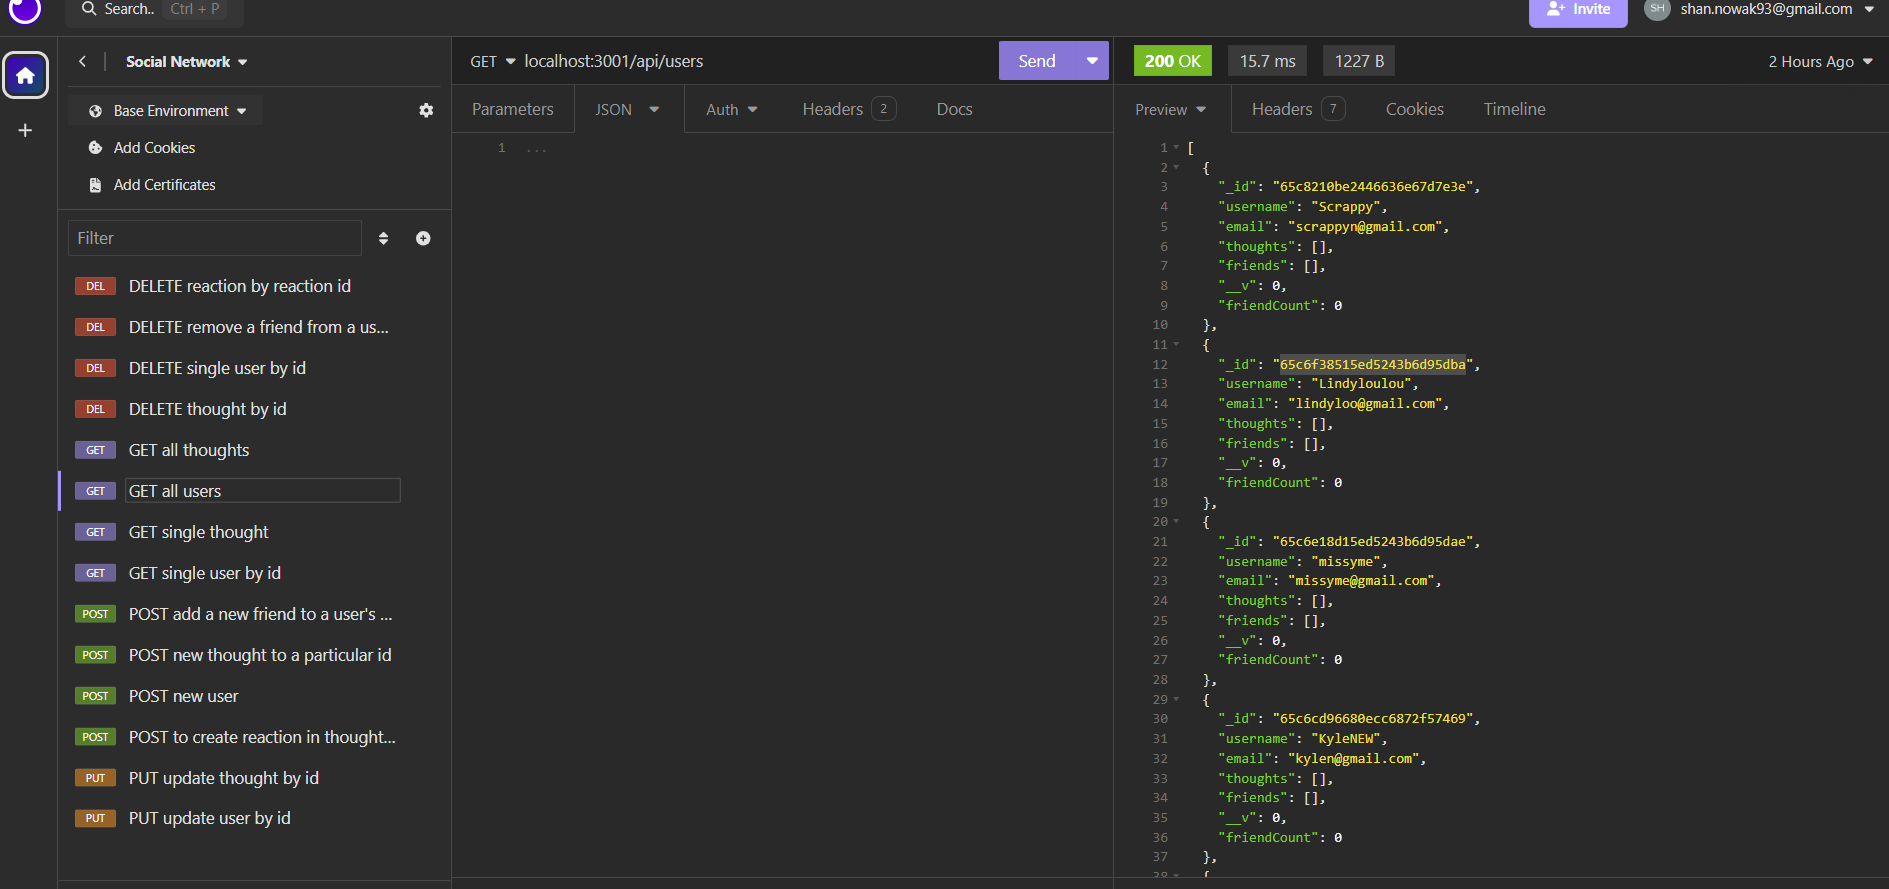 Search.. Ctrl + P
Invite
SH shan.nowak93@gmail.com
Social Network
Base Environment
Add Cookies
Add Certificates
Filter
DEL DELETE reaction by reaction id
DEL DELETE remove a friend from a us...
DEL DELETE single user by id
DEL DELETE thought by id
GET GET all thoughts
GET GET all users
GET GET single thought
GET GET single user by id
POST POST add a new friend to a user's ...
POST POST new thought to a particular id
POST POST new user
POST POST to create reaction in thought...
PUT PUT update thought by id
PUT PUT update user by id
GET localhost:3001/api/users Send
Parameters JSON Auth Headers 2 Docs
1 ...
200 OK 15.7 ms 1227 B 2 Hours Ago
Preview Headers 7 Cookies Timeline
1 [
2 {
3 "_id": "65c8210be2446636e67d7e3e",
4 "username": "Scrappy",
5 "email": "scrappyn@gmail.com",
6 "thoughts": [],
7 "friends": [],
8 "__v": 0,
9 "friendCount": 0
10 },
11 {
12 "_id": "65c6f38515ed5243b6d95dba",
13 "username": "Lindyloulou",
14 "email": "lindyloo@gmail.com",
15 "thoughts": [],
16 "friends": [],
17 "__v": 0,
18 "friendCount": 0
19 },
20 {
21 "_id": "65c6e18d15ed5243b6d95dae",
22 "username": "missyme",
23 "email": "missyme@gmail.com",
24 "thoughts": [],
25 "friends": [],
26 "__v": 0,
27 "friendCount": 0
28 },
29 {
30 "_id": "65c6cd96680ecc6872f57469",
31 "username": "KyleNEW",
32 "email": "kylen@gmail.com",
33 "thoughts": [],
34 "friends": [],
35 "__v": 0,
36 "friendCount": 0
37 },
38 {